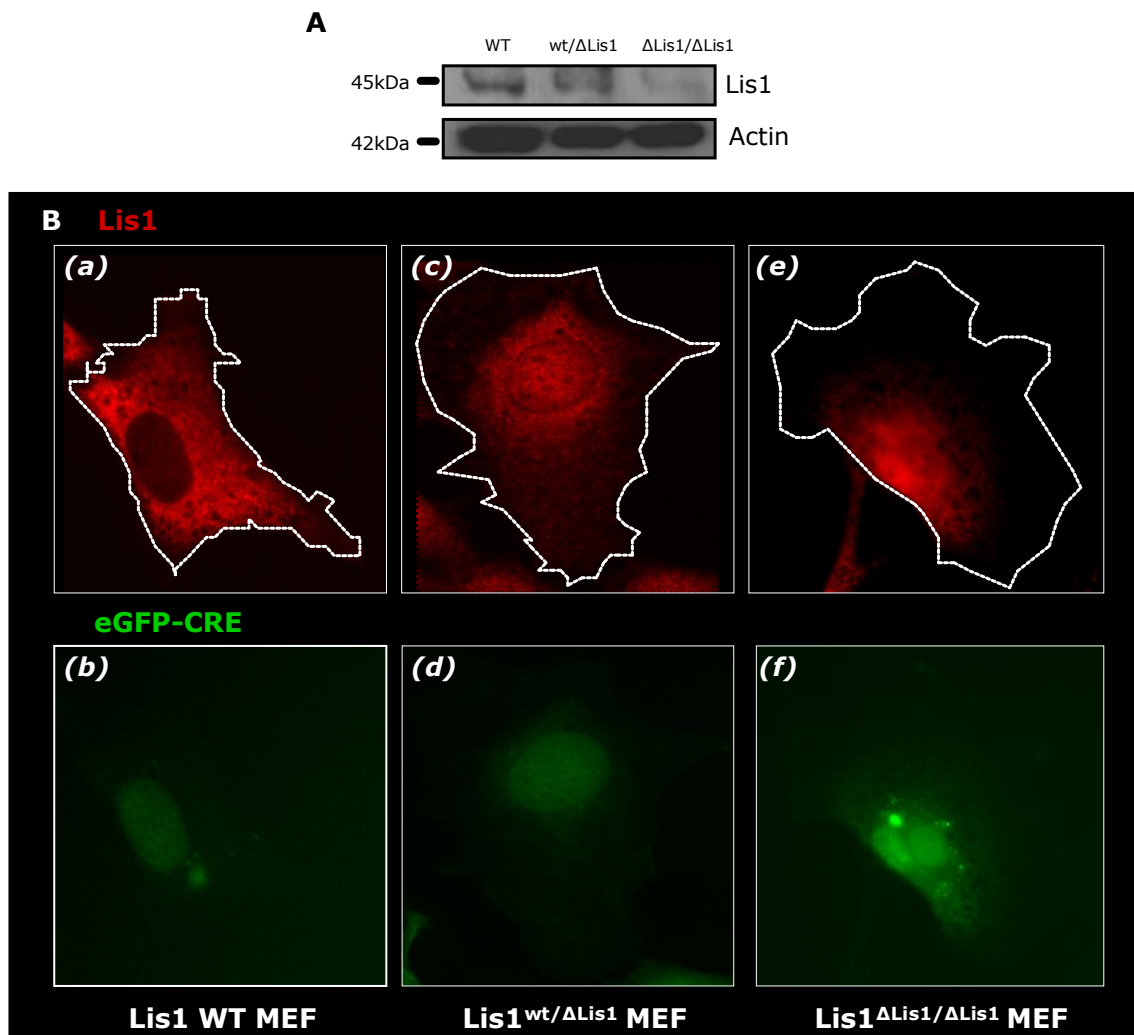 A
WT wt/ΔLis1 ΔLis1/ΔLis1
45kDa Lis1
42kDa Actin
B Lis1
(a) (c) (e)
eGFP-CRE
(b) (d) (f)
Lis1 WT MEF Lis1wt/ΔLis1 MEF Lis1ΔLis1/ΔLis1 MEF